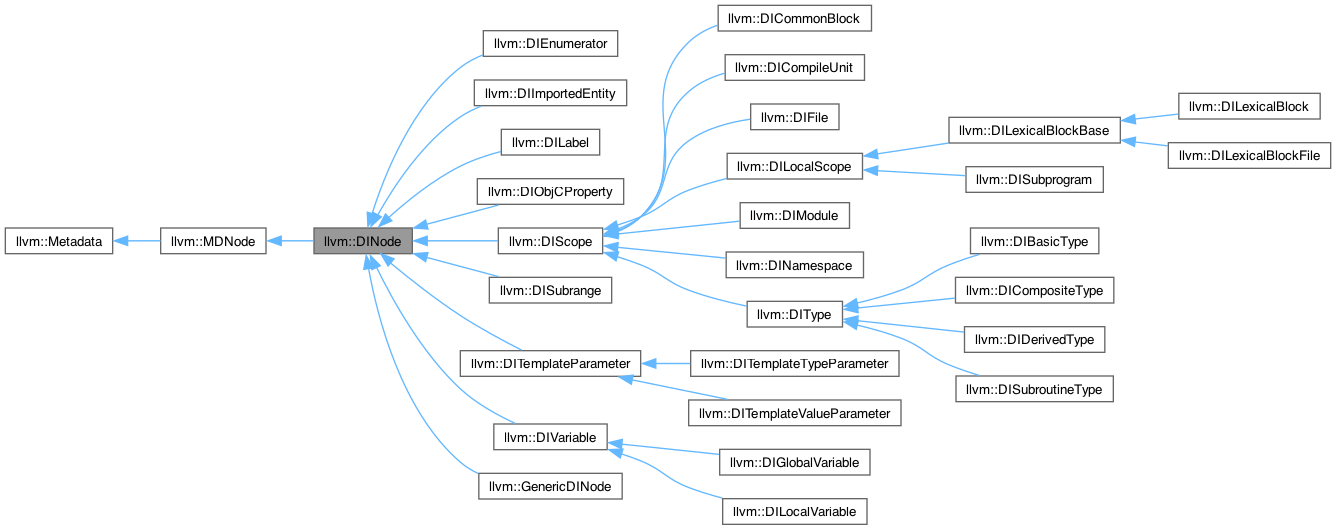 llvm::Metadata
llvm::MDNode
llvm::DINode
llvm::DIEnumerator
llvm::DIImportedEntity
llvm::DILabel
llvm::DIObjCProperty
llvm::DIScope
llvm::DISubrange
llvm::DITemplateParameter
llvm::DIVariable
llvm::GenericDINode
llvm::DICommonBlock
llvm::DICompileUnit
llvm::DIFile
llvm::DILocalScope
llvm::DIModule
llvm::DINamespace
llvm::DIType
llvm::DITemplateTypeParameter
llvm::DITemplateValueParameter
llvm::DIGlobalVariable
llvm::DILocalVariable
llvm::DILexicalBlockBase
llvm::DISubprogram
llvm::DIBasicType
llvm::DICompositeType
llvm::DIDerivedType
llvm::DISubroutineType
llvm::DILexicalBlock
llvm::DILexicalBlockFile